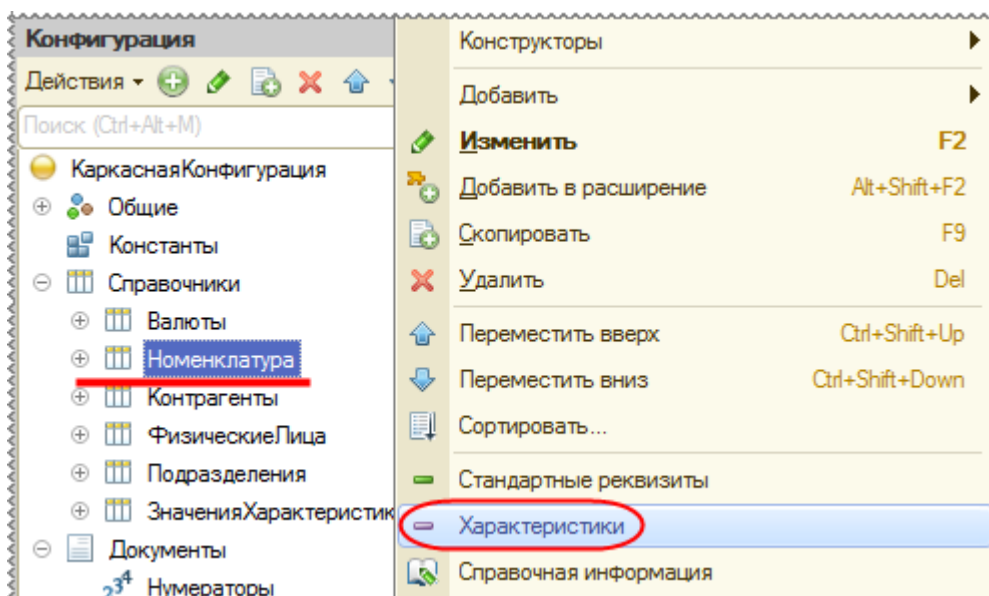 Конфигурация
Действия
Поиск (Ctrl+Alt+M)
КаркаснаяКонфигурация
Общие
Константы
Справочники
Валюты
Номенклатура
Контрагенты
ФизическиеЛица
Подразделения
ЗначенияХарактеристик
Документы
Нумераторы
Конструкторы
Добавить
Изменить F2
Добавить в расширение Alt+Shift+F2
Скопировать F9
Удалить Del
Переместить вверх Ctrl+Shift+Up
Переместить вниз Ctrl+Shift+Down
Сортировать...
Стандартные реквизиты
Характеристики
Справочная информация